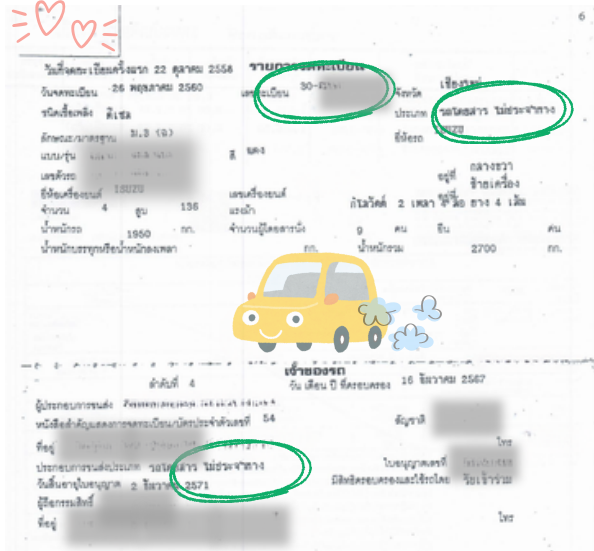 6
รายการจดทะเบียน
วันที่จดทะเบียนครั้งแรก 22 ตุลาคม 2558
วันจดทะเบียน 26 พฤษภาคม 2560 เลขทะเบียน 30- จังหวัด เชียงใหม่
ชนิดเชื้อเพลิง ดีเซล ประเภท รถโดยสาร ไม่ประจำทาง
ลักษณะ/มาตรฐาน ม.3 (ฉ) ยี่ห้อรถ ISUZU
แบบ/รุ่น สี แดง
เลขตัวรถ อยู่ที่ กลางขวา
ยี่ห้อเครื่องยนต์ ISUZU เลขเครื่องยนต์ อยู่ที่ ซ้ายเครื่อง
จำนวน 4 สูบ 136 แรงม้า กิโลวัตต์ 2 เพลา 4 ล้อ ยาง 4 เส้น
น้ำหนักรถ 1950 กก. จำนวนผู้โดยสารนั่ง 9 คน ยืน คน
น้ำหนักบรรทุกหรือน้ำหนักลงเพลา กก. น้ำหนักรวม 2700 กก.
เจ้าของรถ
ลำดับที่ 4 วัน เดือน ปี ที่ครอบครอง 16 ธันวาคม 2567
ผู้ประกอบการขนส่ง
หนังสือสำคัญแสดงการจดทะเบียน/บัตรประจำตัวเลขที่ 54 สัญชาติ
ที่อยู่ โทร
ประกอบการขนส่งประเภท รถโดยสาร ไม่ประจำทาง ใบอนุญาตเลขที่
วันสิ้นอายุใบอนุญาต 2 ธันวาคม 2571 มีสิทธิครอบครองและใช้รถโดย วัยเข้าร่วม
ผู้ถือกรรมสิทธิ์
ที่อยู่ โทร